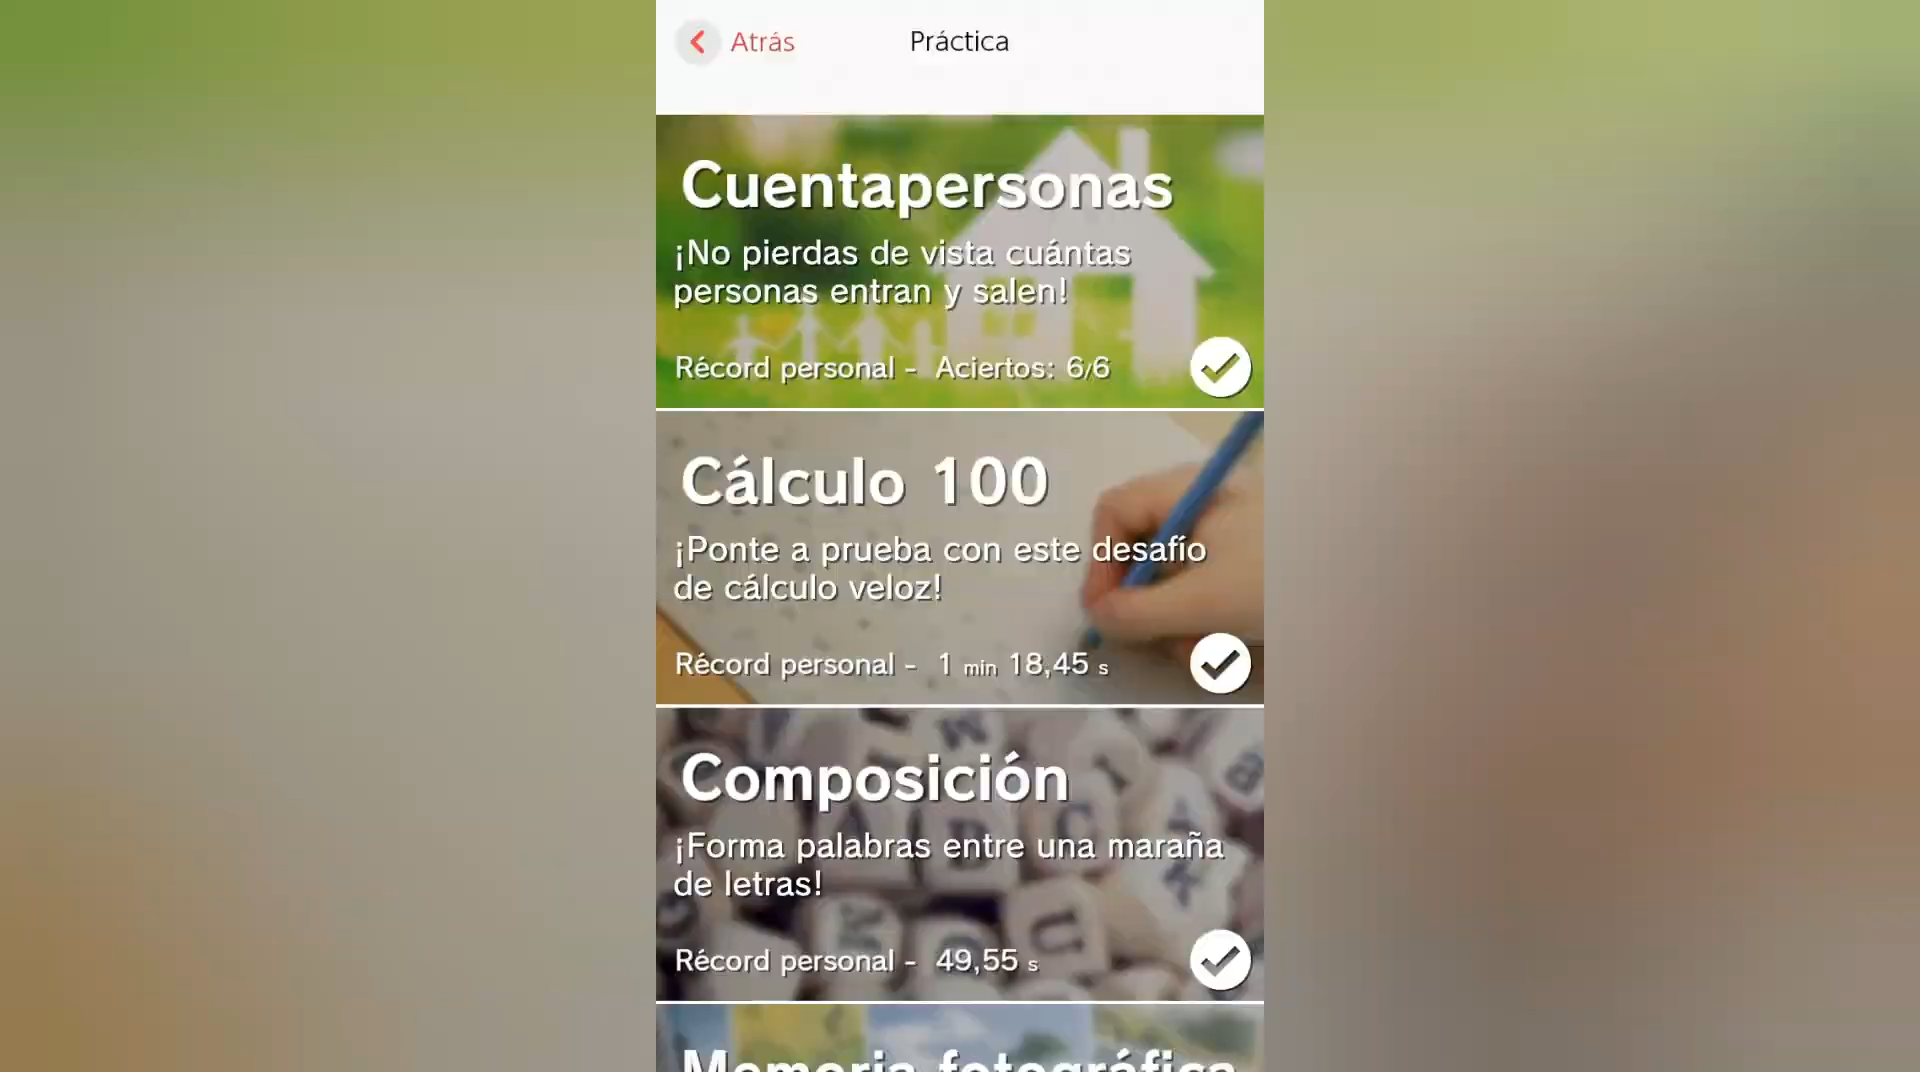 Atrás
Práctica
Cuentapersonas
¡No pierdas de vista cuántas
personas entran y salen!
Récord personal - Aciertos: 6/6
Cálculo 100
¡Ponte a prueba con este desafío
de cálculo veloz!
Récord personal - 1 min 18,45 s
Composición
¡Forma palabras entre una maraña
de letras!
Récord personal - 49,55 s
Memoria fotográfica